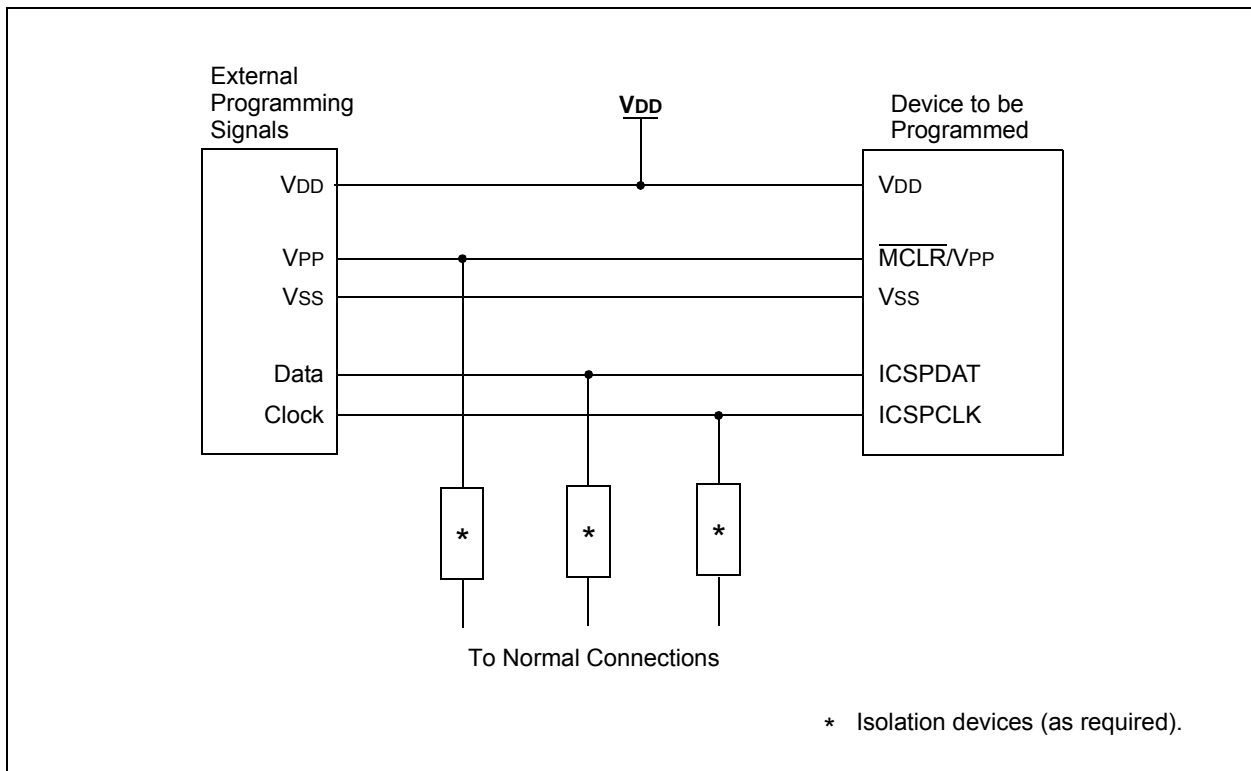 External
Programming
Signals
VDD
Device to be
Programmed
VDD
VDD
VPP
MCLR/VPP
VSS
VSS
Data
ICSPDAT
Clock
ICSPCLK
*
*
*
To Normal Connections
* Isolation devices (as required).